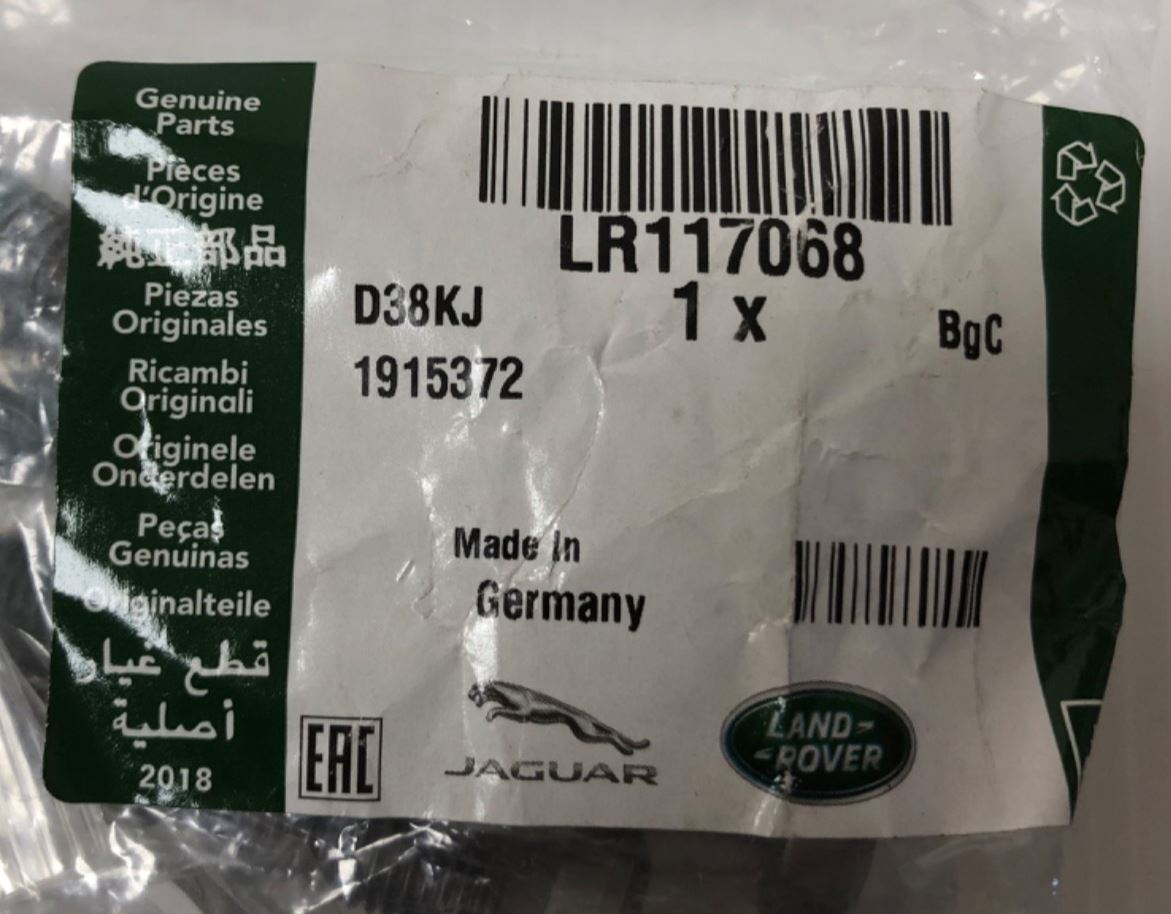 Genuine
Parts
Pièces
d'Origine
純正部品
Piezas
Originales
Ricambi
Originali
Originele
Onderdelen
Peças
Genuinas
Originalteile
قطع غيار
أصلية
2018
LR117068
D38KJ
1 x
BgC
1915372
Made In
Germany
EAC
JAGUAR
LAND-
-ROVER